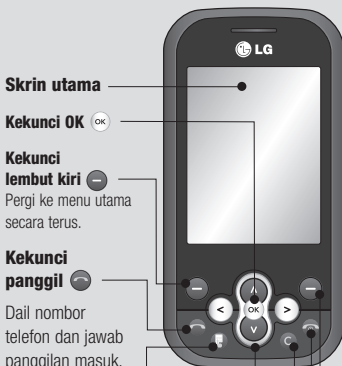 LG
Skrin utama
Kekunci OK OK
Kekunci
lembut kiri
Pergi ke menu utama
secara terus.
Kekunci
panggil
Dail nombor
telefon dan jawab
panggilan masuk.
OK
C